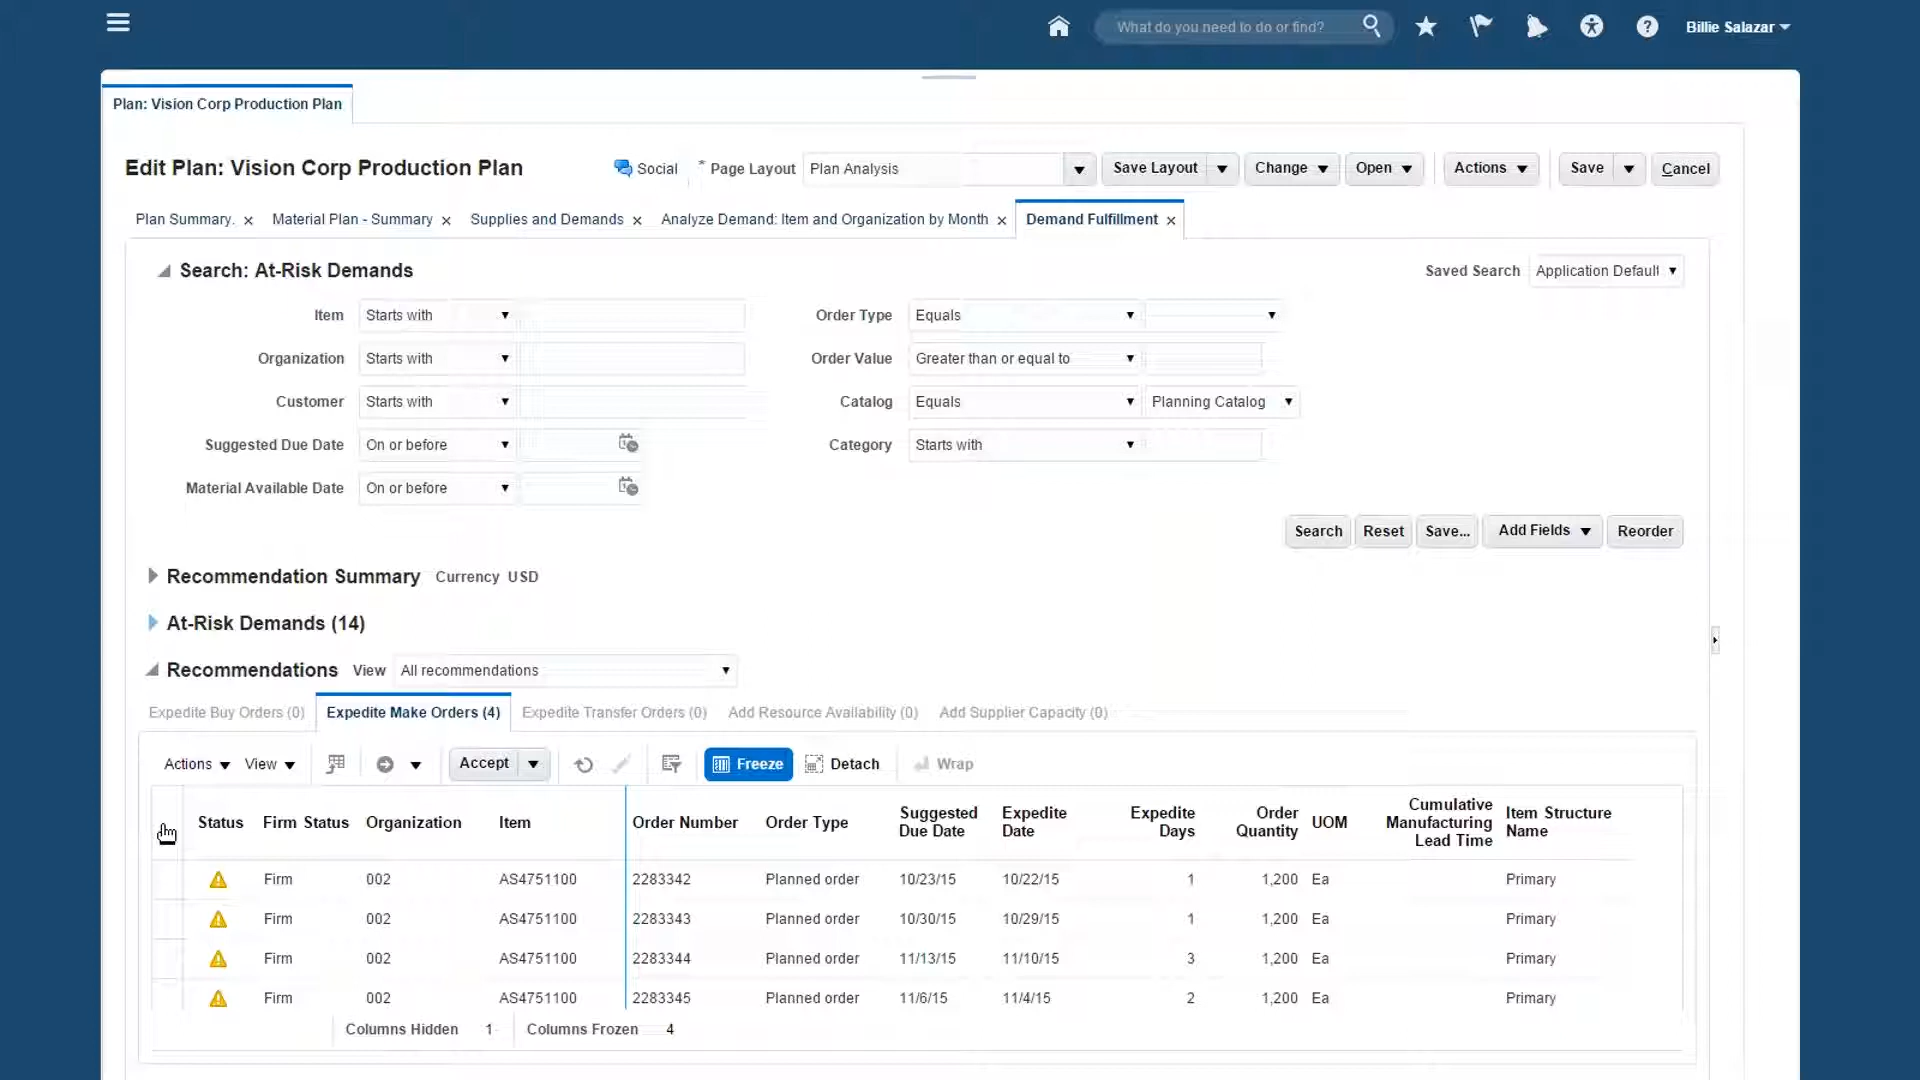 What do you need to do or find?
Billie Salazar
Plan: Vision Corp Production Plan
Edit Plan: Vision Corp Production Plan Social * Page Layout Plan Analysis Save Layout Change Open Actions Save Cancel
Plan Summary. Material Plan - Summary Supplies and Demands Analyze Demand: Item and Organization by Month Demand Fulfillment
Search: At-Risk Demands Saved Search Application Default
Item Starts with Order Type Equals
Organization Starts with Order Value Greater than or equal to
Customer Starts with Catalog Equals Planning Catalog
Suggested Due Date On or before Category Starts with
Material Available Date On or before
Search Reset Save... Add Fields Reorder
Recommendation Summary Currency USD
At-Risk Demands (14)
Recommendations View All recommendations
Expedite Buy Orders (0) Expedite Make Orders (4) Expedite Transfer Orders (0) Add Resource Availability (0) Add Supplier Capacity (0)
Actions View Accept Freeze Detach Wrap
Status Firm Status Organization Item Order Number Order Type Suggested Due Date Expedite Date Expedite Days Order Quantity UOM Cumulative Manufacturing Lead Time Item Structure Name
Firm 002 AS4751100 2283342 Planned order 10/23/15 10/22/15 1 1,200 Ea Primary
Firm 002 AS4751100 2283343 Planned order 10/30/15 10/29/15 1 1,200 Ea Primary
Firm 002 AS4751100 2283344 Planned order 11/13/15 11/10/15 3 1,200 Ea Primary
Firm 002 AS4751100 2283345 Planned order 11/6/15 11/4/15 2 1,200 Ea Primary
Columns Hidden 1 Columns Frozen 4